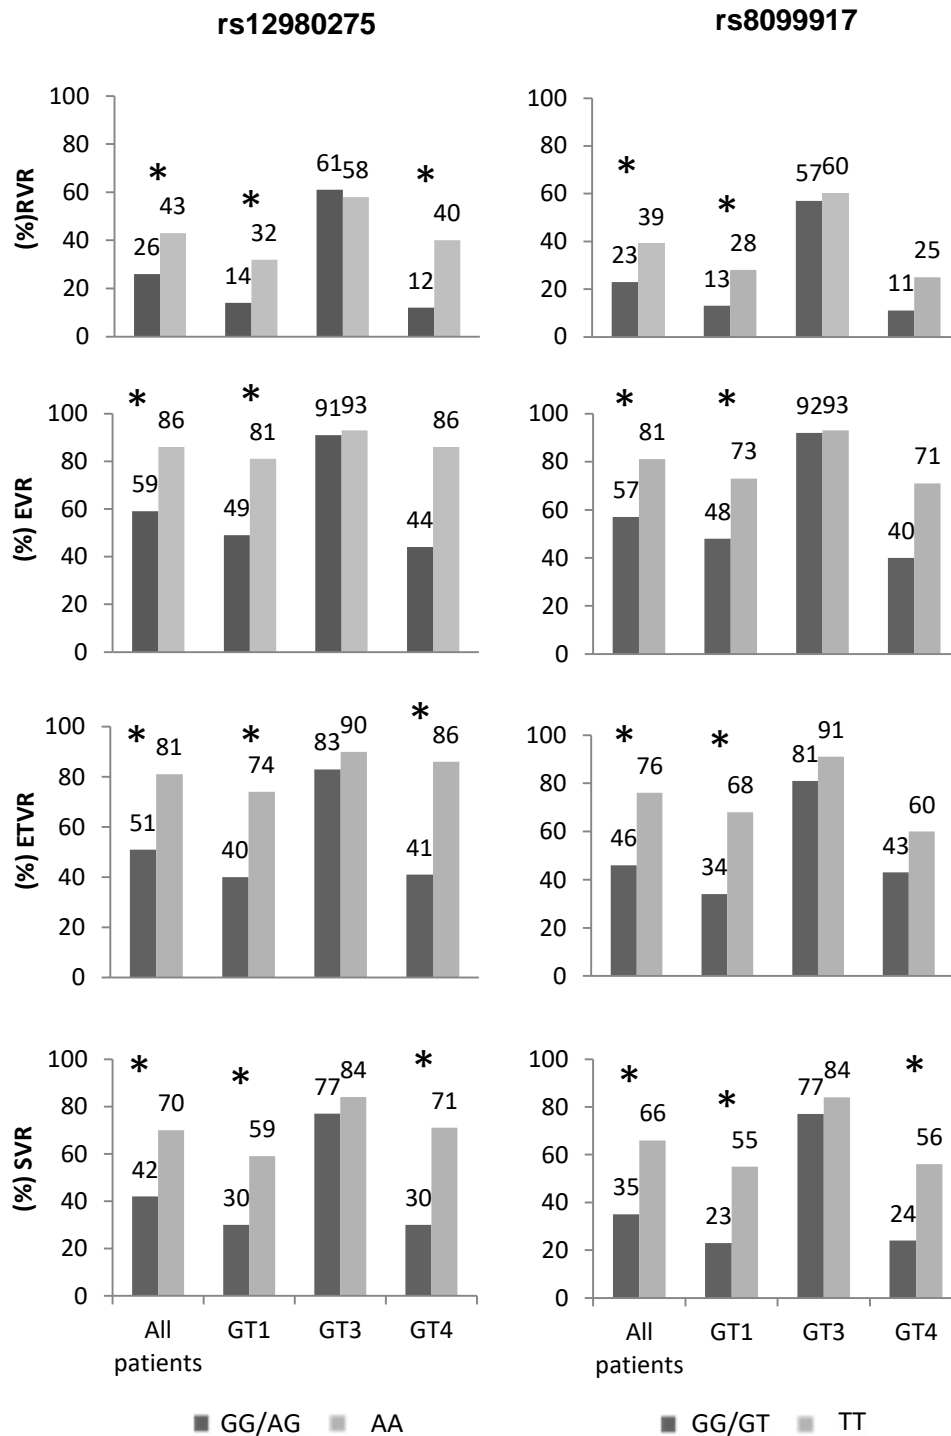 rs12980275
rs8099917
(%)RVR
100
80
60
40
20
0
* * *
26 43 14 32 61 58 12 40
100
80
60
40
20
0
* *
23 39 13 28 57 60 11 25
(%) EVR
100
80
60
40
20
0
* *
59 86 49 81 91 93 44 86
100
80
60
40
20
0
* *
57 81 48 73 92 93 40 71
(%) ETVR
100
80
60
40
20
0
* * *
51 81 40 74 83 90 41 86
100
80
60
40
20
0
* *
46 76 34 68 81 91 43 60
(%) SVR
100
80
60
40
20
0
* * *
42 70 30 59 77 84 30 71
All GT1 GT3 GT4
patients
100
80
60
40
20
0
* * *
35 66 23 55 77 84 24 56
All GT1 GT3 GT4
patients
GG/AG AA
GG/GT TT